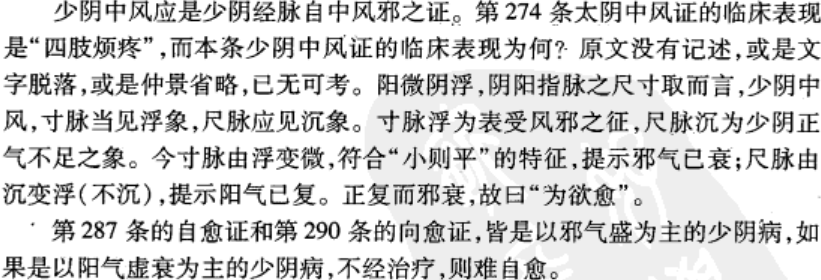 少阴中风应是少阴经脉自中风邪之证。第 274 条太阴中风证的临床表现
是“四肢烦疼”,而本条少阴中风证的临床表现为何?原文没有记述,或是文
字脱落,或是仲景省略,已无可考。阳微阴浮,阴阳指脉之尺寸取而言,少阴中
风,寸脉当见浮象,尺脉应见沉象。寸脉浮为表受风邪之征,尺脉沉为少阴正
气不足之象。今寸脉由浮变微,符合“小则平”的特征,提示邪气已衰;尺脉由
沉变浮(不沉),提示阳气已复。正复而邪衰,故曰“为欲愈”。
第 287 条的自愈证和第 290 条的向愈证,皆是以邪气盛为主的少阴病,如
果是以阳气虚衰为主的少阴病,不经治疗,则难自愈。